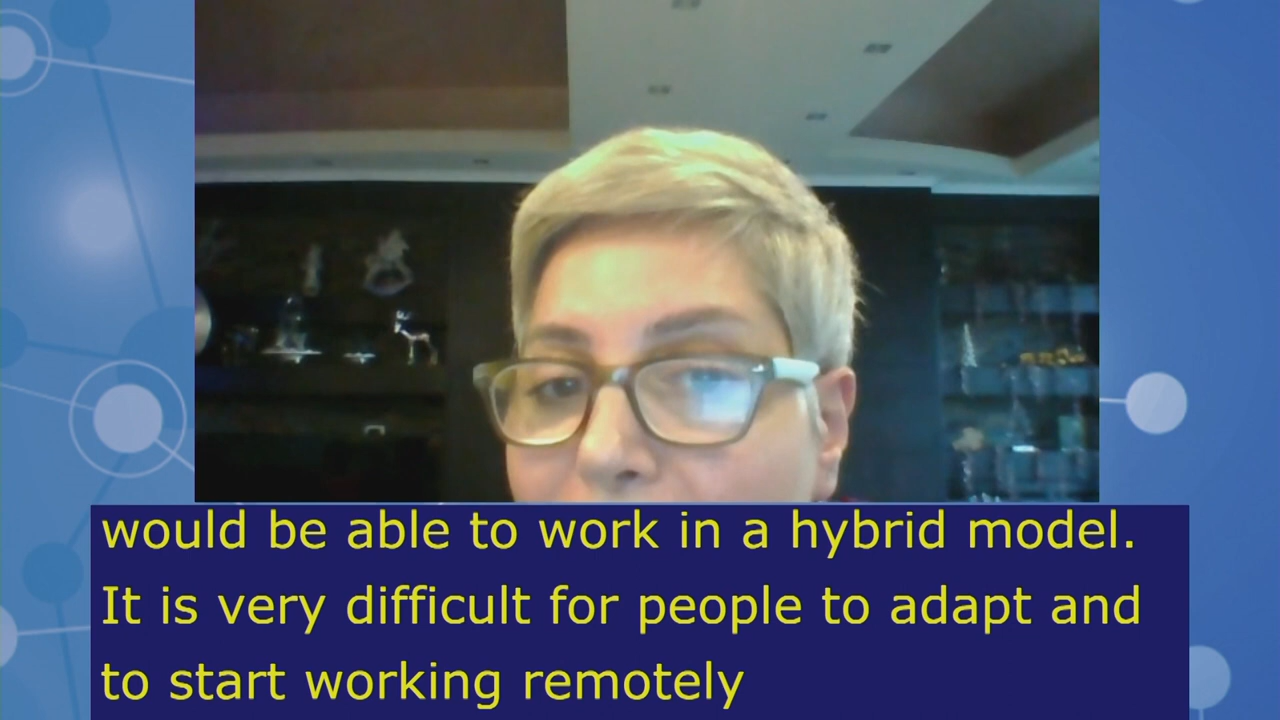 would be able to work in a hybrid model.
It is very difficult for people to adapt and
to start working remotely